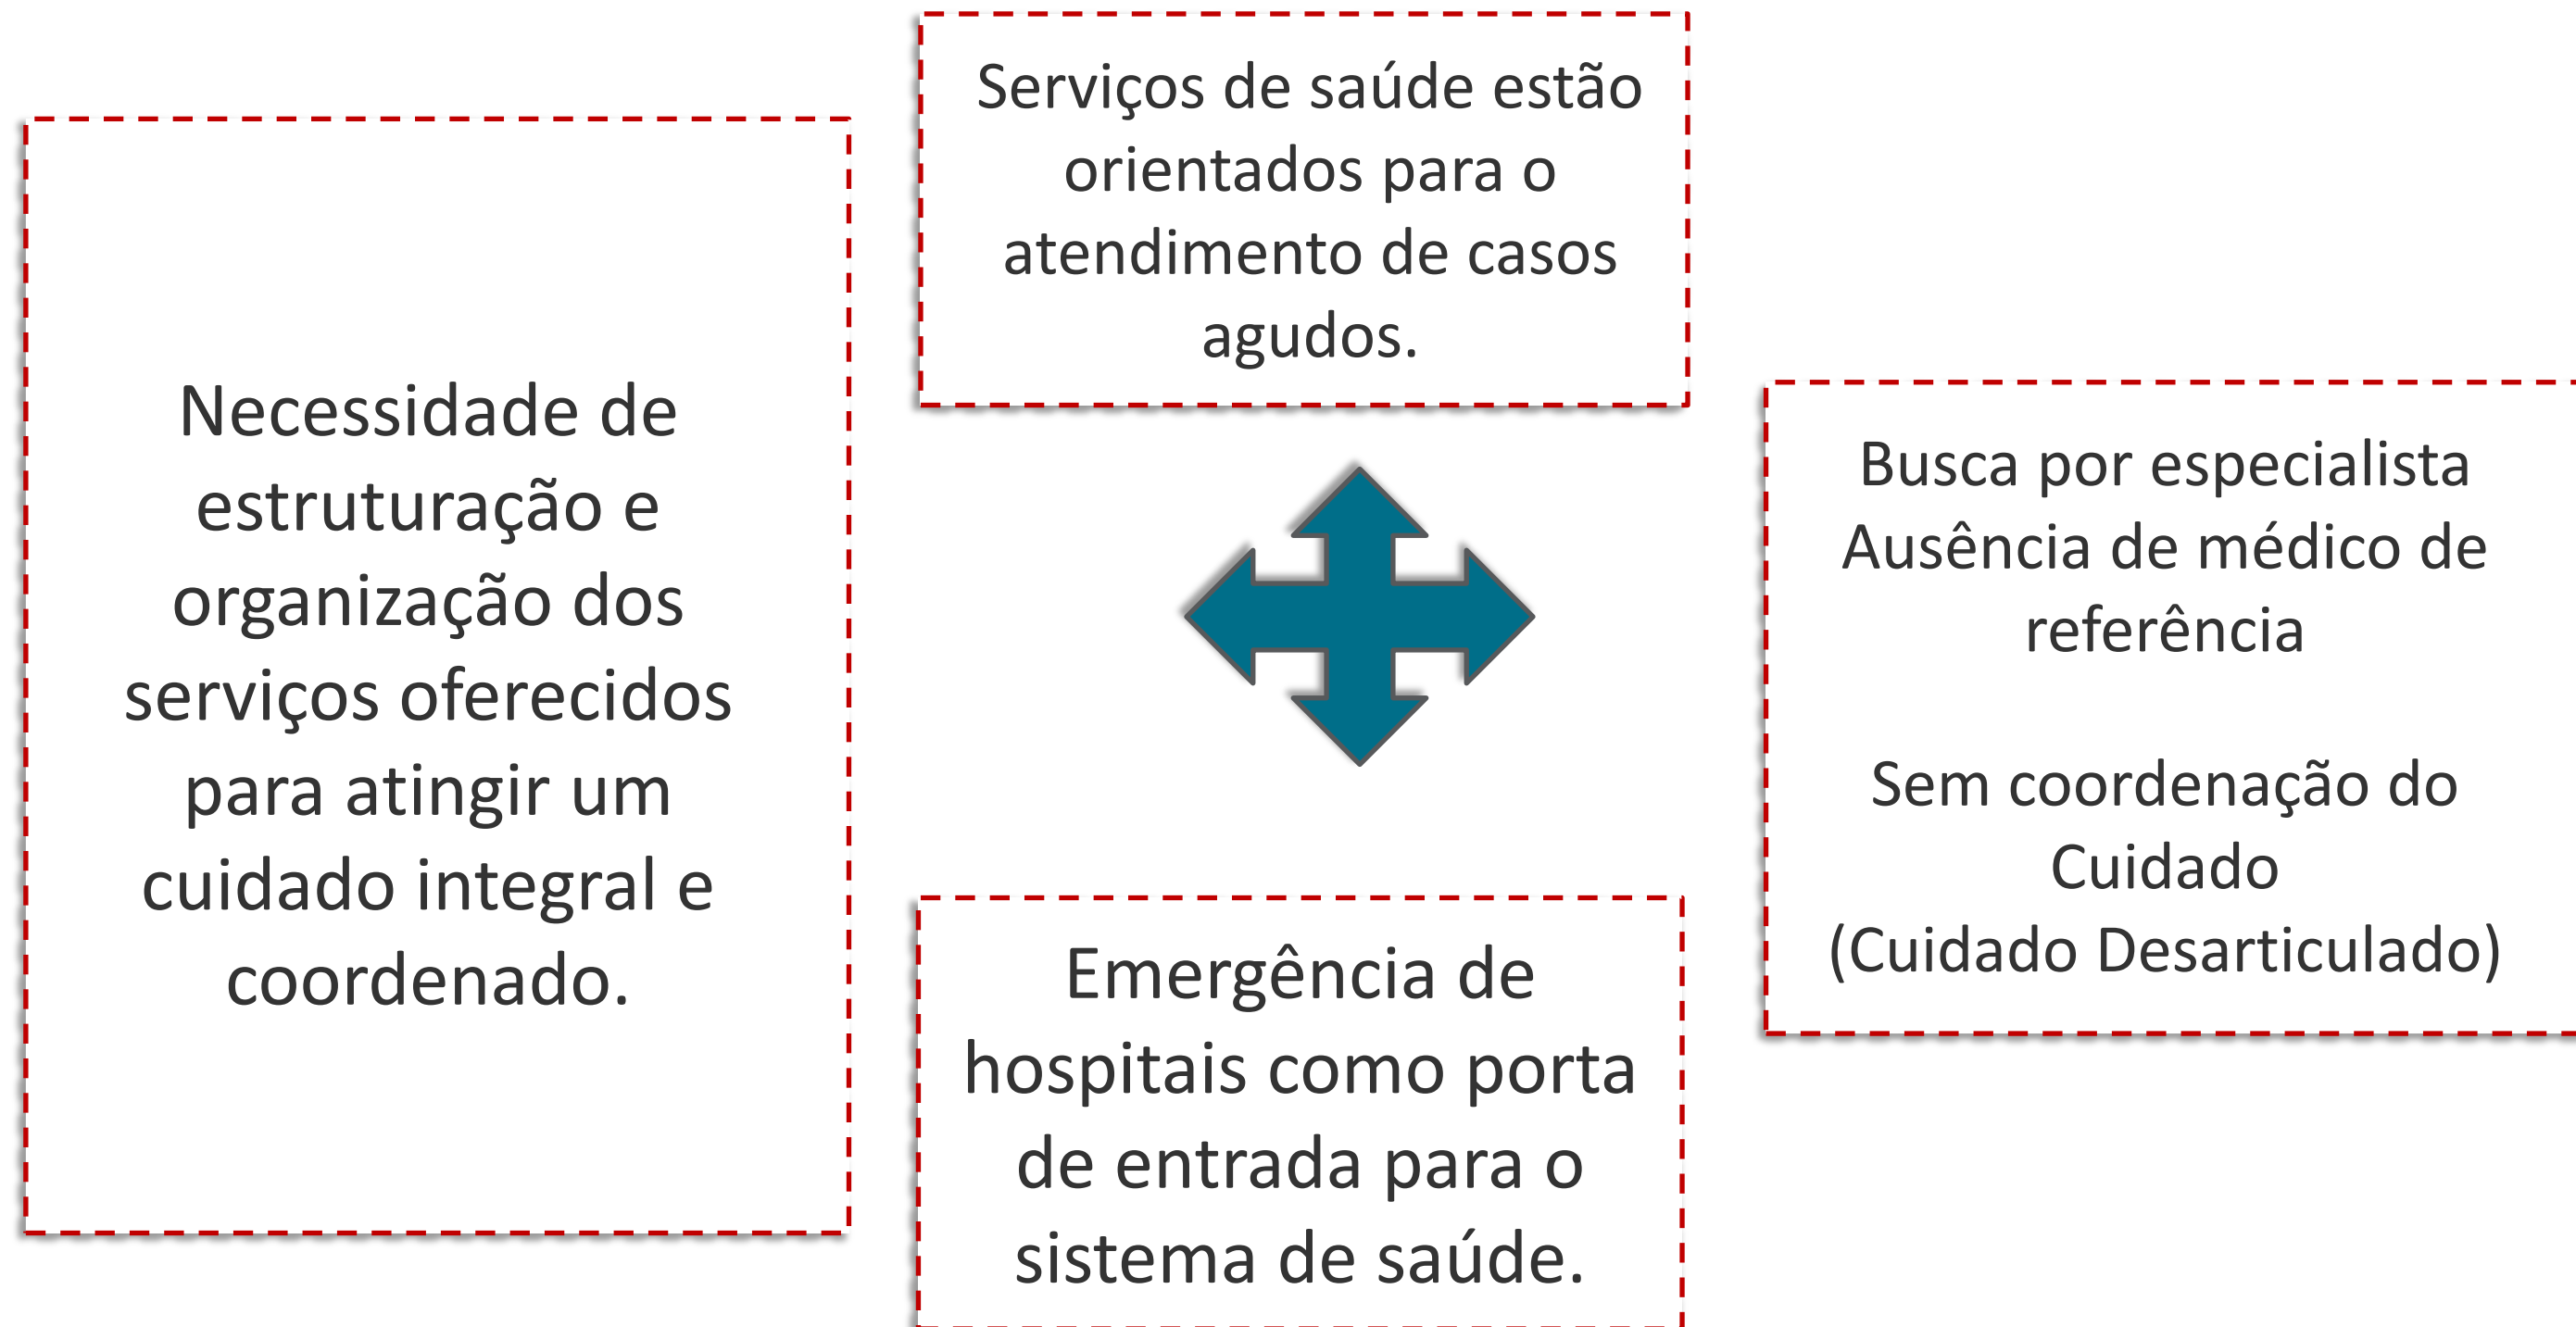 Necessidade de
estruturação e
organização dos
serviços oferecidos
para atingir um
cuidado integral e
coordenado.
Serviços de saúde estão
orientados para o
atendimento de casos
agudos.
Busca por especialista
Ausência de médico de
referência
Sem coordenação do
Cuidado
(Cuidado Desarticulado)
Emergência de
hospitais como porta
de entrada para o
sistema de saúde.